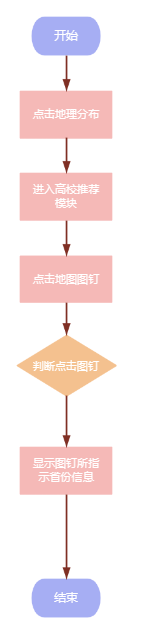 开始
点击地理分布
进入高校推荐
模块
点击地图图钉
判断点击图钉
显示图钉所指
示省份信息
结束